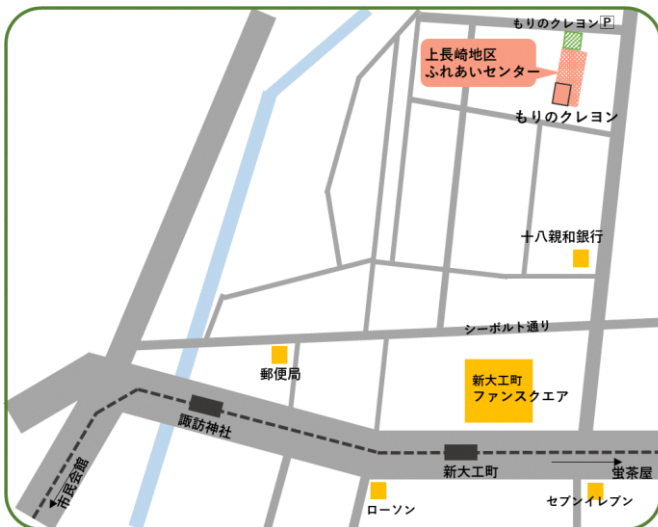 もりのクレヨン🅿
上長崎地区
ふれあいセンター
もりのクレヨン
十八親和銀行
シーボルト通り
郵便局
新大工町
ファンスクエア
諏訪神社
市民会館
新大工町
蛍茶屋
ローソン
セブンイレブン